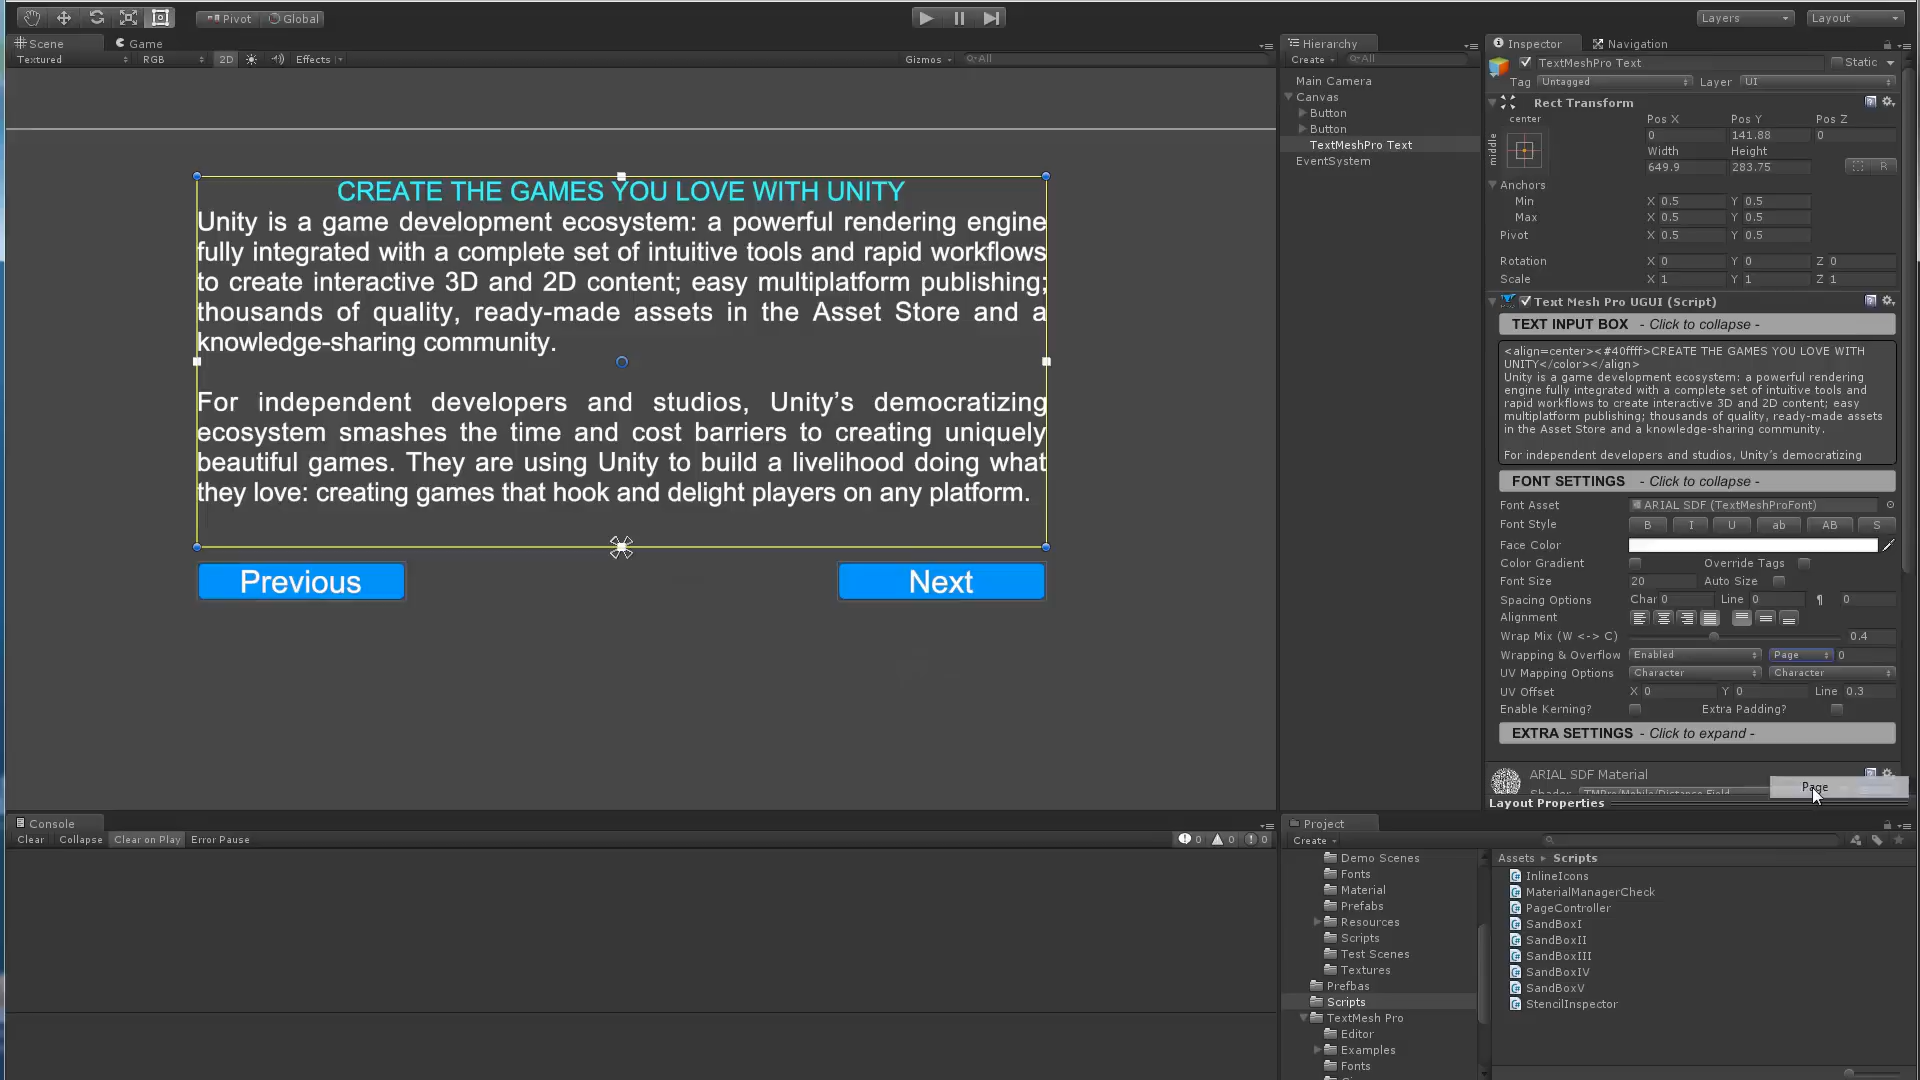 Pivot Global Layers Layout
Scene Game
Textured RGB 2D Effects Gizmos All
CREATE THE GAMES YOU LOVE WITH UNITY
Unity is a game development ecosystem: a powerful rendering engine
fully integrated with a complete set of intuitive tools and rapid workflows
to create interactive 3D and 2D content; easy multiplatform publishing;
thousands of quality, ready-made assets in the Asset Store and a
knowledge-sharing community.
For independent developers and studios, Unity's democratizing
ecosystem smashes the time and cost barriers to creating uniquely
beautiful games. They are using Unity to build a livelihood doing what
they love: creating games that hook and delight players on any platform.
Previous Next
Hierarchy
Create All
Main Camera
Canvas
Button
Button
TextMeshPro Text
EventSystem
Inspector Navigation
TextMeshPro Text Static
Tag Untagged Layer UI
Rect Transform
center Pos X Pos Y Pos Z
middle 0 141.88 0
Width Height
649.9 283.75 R
Anchors
Min X 0.5 Y 0.5
Max X 0.5 Y 0.5
Pivot X 0.5 Y 0.5
Rotation X 0 Y 0 Z 0
Scale X 1 Y 1 Z 1
Text Mesh Pro UGUI (Script)
TEXT INPUT BOX - Click to collapse -
<align=center><#40ffff>CREATE THE GAMES YOU LOVE WITH
UNITY</color></align>
Unity is a game development ecosystem: a powerful rendering
engine fully integrated with a complete set of intuitive tools and
rapid workflows to create interactive 3D and 2D content; easy
multiplatform publishing; thousands of quality, ready-made assets
in the Asset Store and a knowledge-sharing community.
For independent developers and studios, Unity's democratizing
FONT SETTINGS - Click to collapse -
Font Asset ARIAL SDF (TextMeshProFont)
Font Style B I U ab AB S
Face Color
Color Gradient Override Tags
Font Size 20 Auto Size
Spacing Options Char 0 Line 0 ¶ 0
Alignment
Wrap Mix (W <-> C) 0.4
Wrapping & Overflow Enabled Page 0
UV Mapping Options Character Character
UV Offset X 0 Y 0 Line 0.3
Enable Kerning? Extra Padding?
EXTRA SETTINGS - Click to expand -
ARIAL SDF Material
Shader TMPro/Mobile/Distance Field
Page
Layout Properties
Console
Clear Collapse Clear on Play Error Pause 0 0 0
Project
Create
Demo Scenes
Fonts
Material
Prefabs
Resources
Scripts
Test Scenes
Textures
Prefbas
Scripts
TextMesh Pro
Editor
Examples
Fonts
Assets Scripts
InlineIcons
MaterialManagerCheck
PageController
SandBoxI
SandBoxII
SandBoxIII
SandBoxIV
SandBoxV
StencilInspector